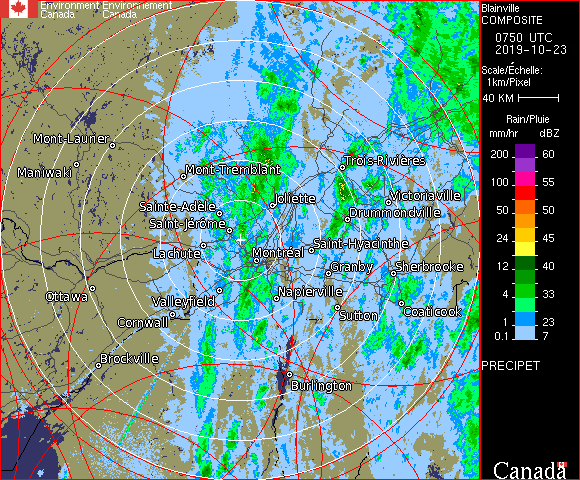 Environment Environnement
Canada Canada
Mont-Laurier
Maniwaki
Mont-Tremblant
Trois-Rivières
Sainte-Adèle
Joliette
Victoriaville
Saint-Jérôme
Drummondville
Lachute
Montréal
Saint-Hyacinthe
Granby
Sherbrooke
Ottawa
Valleyfield
Napierville
Coaticook
Cornwall
Sutton
Brockville
Burlington
Blainville
COMPOSITE
0750 UTC
2019-10-23
Scale/Échelle:
1km/Pixel
40 KM
Rain/Pluie
mm/hr dBZ
200 60
100 55
50 50
24 45
12 40
4 33
1 23
0.1 7
PRECIPET
Canada